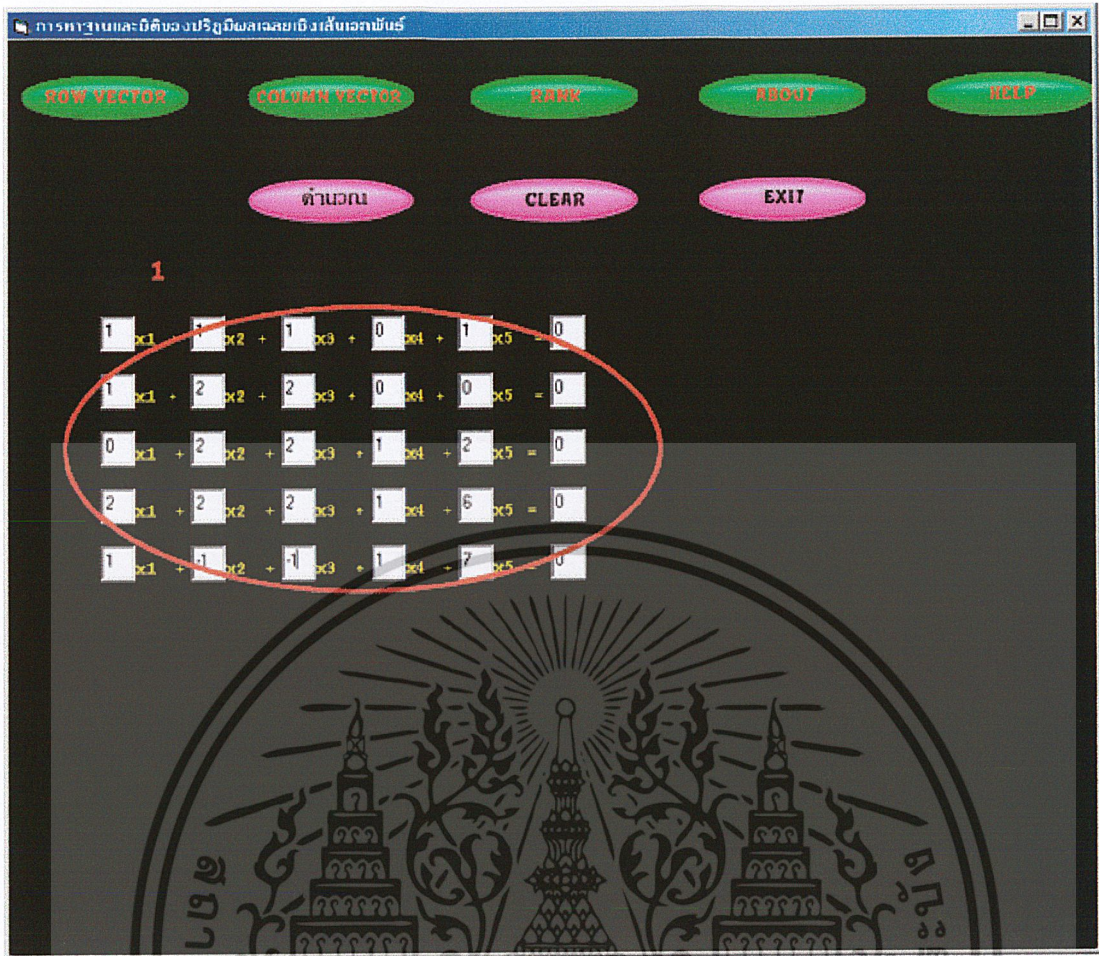 การหาฐานและมิติของปริภูมิผลเฉลยเชิงเส้นเอกพันธ์
ROW VECTOR COLUMN VECTOR RANK ABOUT HELP
คำนวณ CLEAR EXIT
1
1 x1 + 1 x2 + 1 x3 + 0 x4 + 1 x5 = 0
1 x1 + 2 x2 + 2 x3 + 0 x4 + 0 x5 = 0
0 x1 + 2 x2 + 2 x3 + 1 x4 + 2 x5 = 0
2 x1 + 2 x2 + 2 x3 + 1 x4 + 6 x5 = 0
1 x1 + -1 x2 + -1 x3 + 1 x4 + 7 x5 = 0